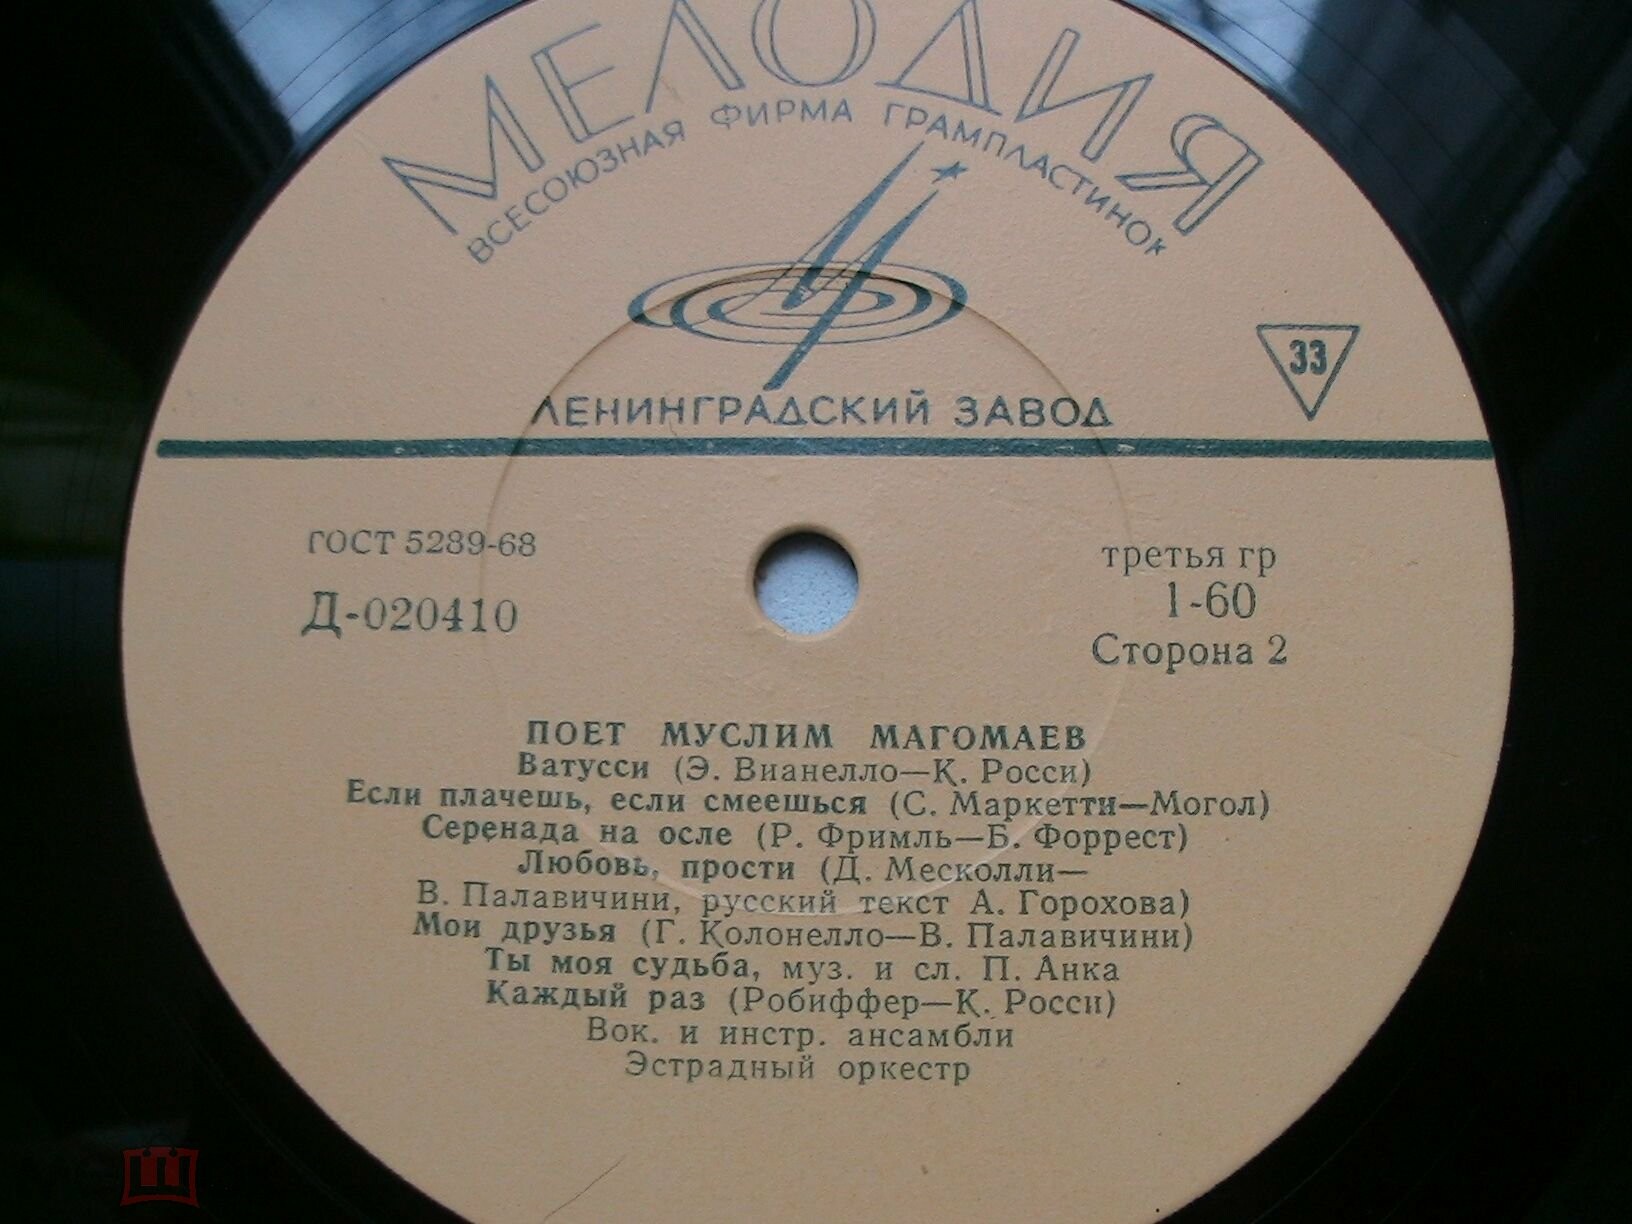 МЕЛОДИЯ
ВСЕСОЮЗНАЯ ФИРМА ГРАМПЛАСТИНОК
33
ЛЕНИНГРАДСКИЙ ЗАВОД
ГОСТ 5289-68
третья гр
Д-020410
1-60
Сторона 2
ПОЕТ МУСЛИМ МАГОМАЕВ
Ватусси (Э. Вианелло—К. Росси)
Если плачешь, если смеешься (С. Маркетти—Могол)
Серенада на осле (Р. Фримль—Б. Форрест)
Любовь, прости (Д. Месколли—
В. Палавичини, русский текст А. Горохова)
Мои друзья (Г. Колонелло—В. Палавичини)
Ты моя судьба, муз. и сл. П. Анка
Каждый раз (Робиффер—К. Росси)
Вок. и инстр. ансамбли
Эстрадный оркестр